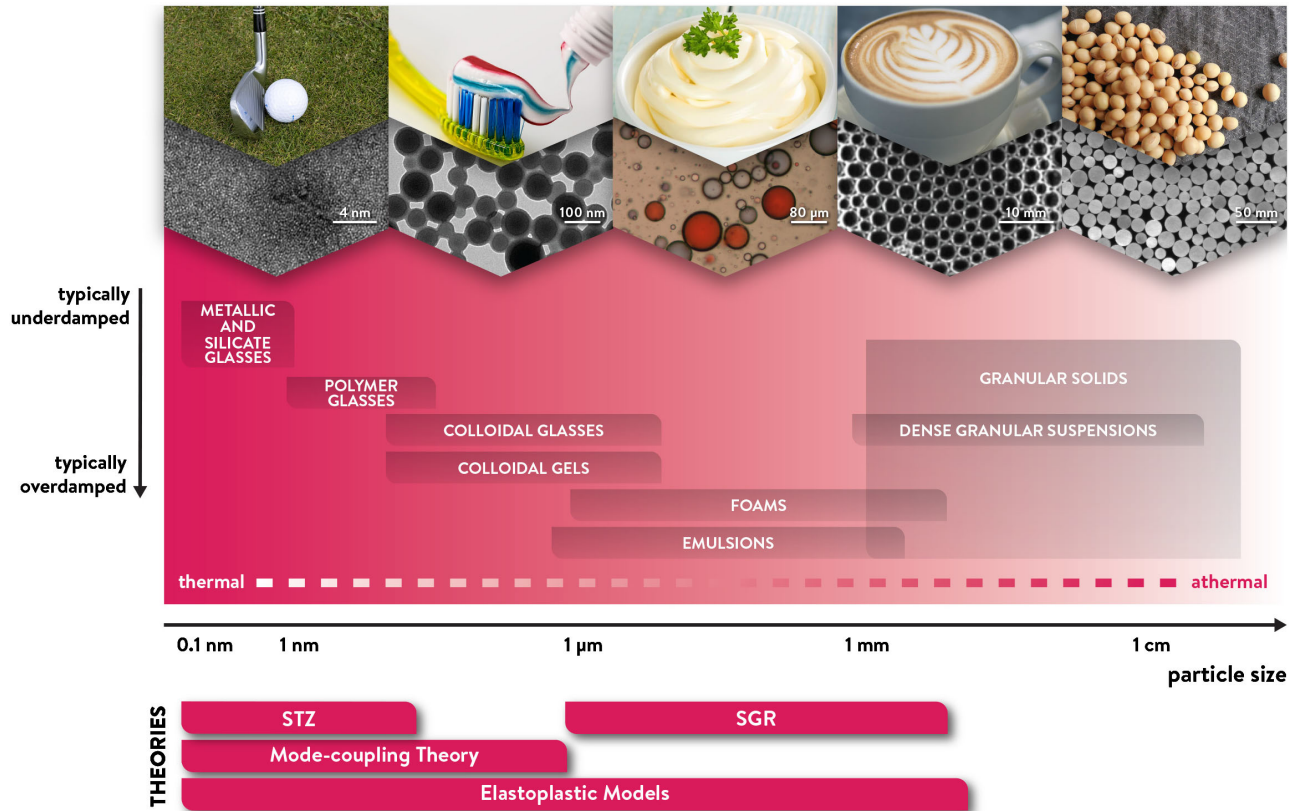 4 nm
100 nm
80 µm
10 mm
50 mm
typically
underdamped
METALLIC
AND
SILICATE
GLASSES
POLYMER
GLASSES
GRANULAR SOLIDS
COLLOIDAL GLASSES
DENSE GRANULAR SUSPENSIONS
typically
overdamped
COLLOIDAL GELS
FOAMS
EMULSIONS
thermal
athermal
0.1 nm
1 nm
1 µm
1 mm
1 cm
particle size
THEORIES
STZ
SGR
Mode-coupling Theory
Elastoplastic Models